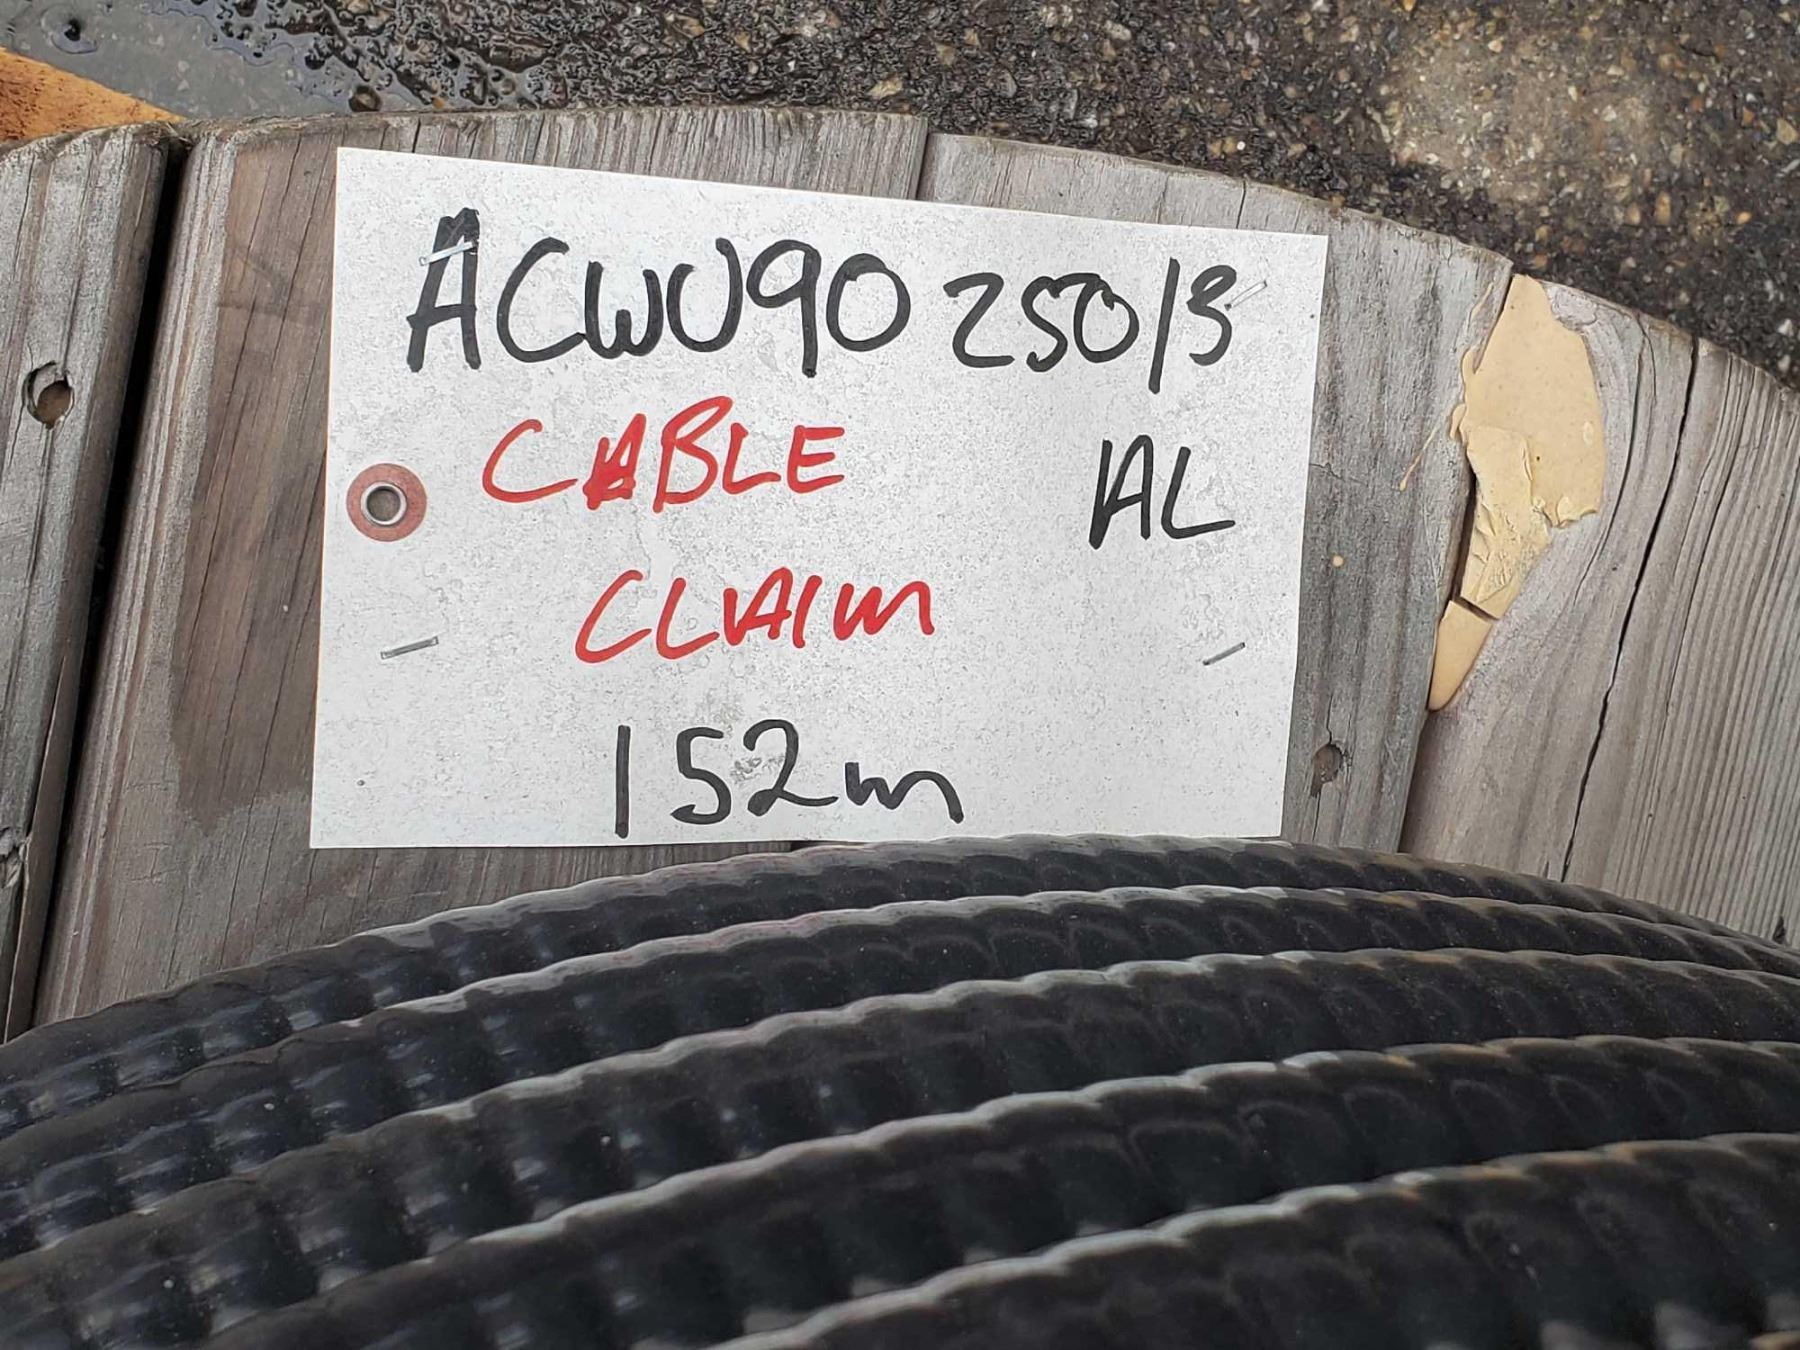 ACWU90 250/3
CABLE AL
CLAIM
152m